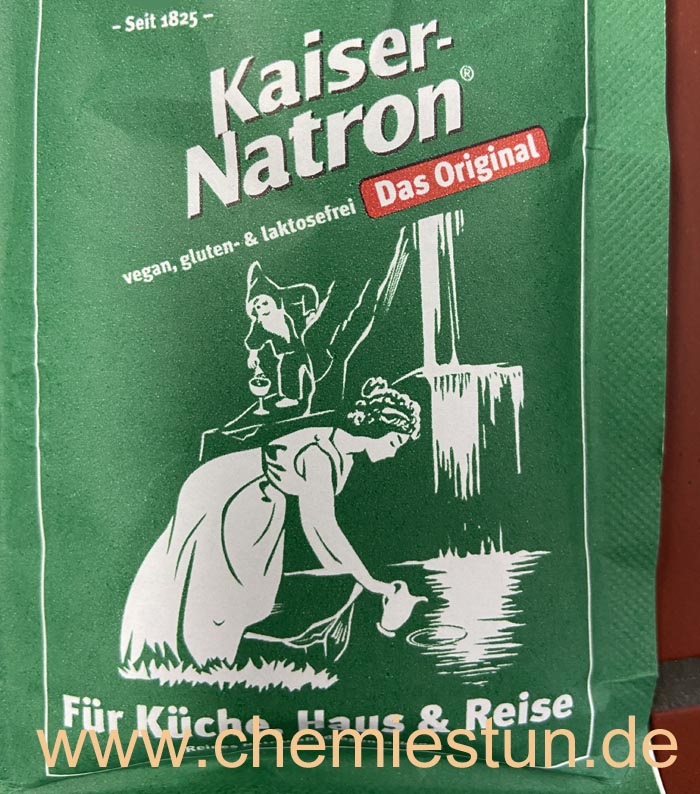 – Seit 1825 –
Kaiser-
Natron®
Das Original
vegan, gluten- & laktosefrei
Für Küche, Haus & Reise
www.chemiestun.de